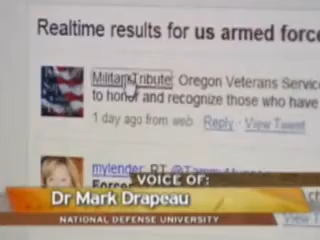 Realtime results for us armed force
MilitaryTribute: Oregon Veterans Servic
to honor and recognize those who have
1 day ago from web Reply · View Tweet
mylender: RT
VOICE OF:
Dr Mark Drapeau
NATIONAL DEFENSE UNIVERSITY